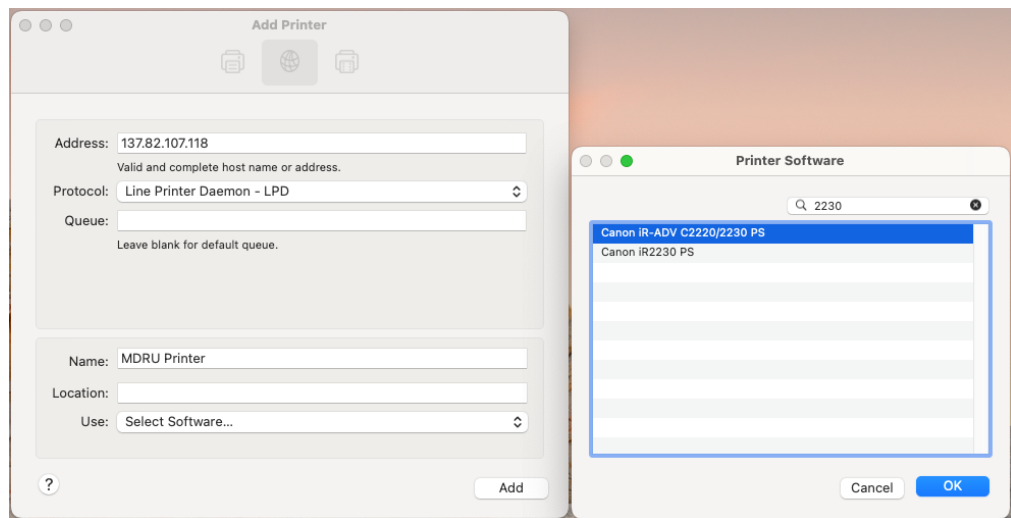 Add Printer
Address: 137.82.107.118
Valid and complete host name or address.
Protocol: Line Printer Daemon - LPD
Queue:
Leave blank for default queue.
Name: MDRU Printer
Location:
Use: Select Software...
? Add
Printer Software
2230
Canon iR-ADV C2220/2230 PS
Canon iR2230 PS
Cancel OK